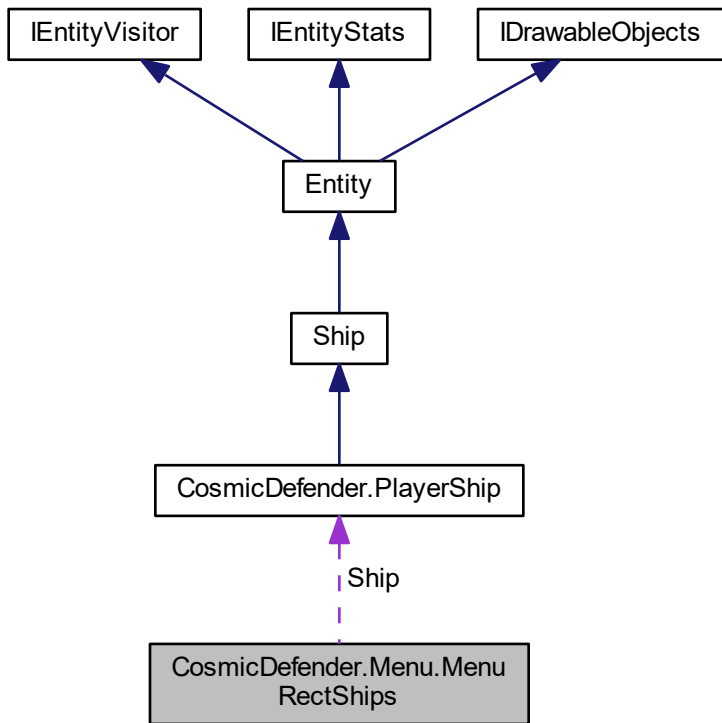 IEntityVisitor
IEntityStats
IDrawableObjects
Entity
Ship
CosmicDefender.PlayerShip
Ship
CosmicDefender.Menu.Menu
RectShips